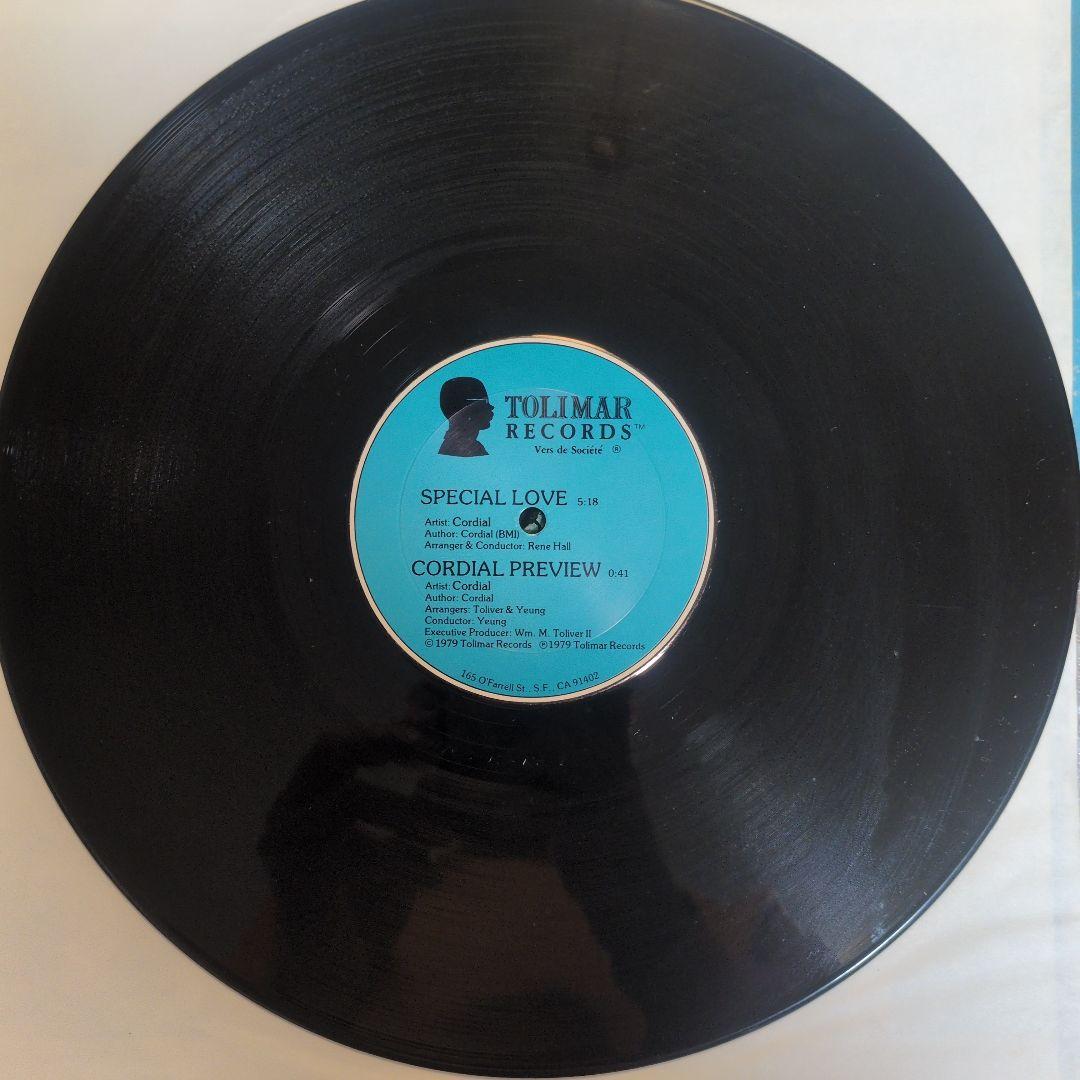 TOLIMAR
RECORDS™
Vers de Société ®
SPECIAL LOVE 5:18
Artist: Cordial
Author: Cordial (BMI)
Arranger & Conductor: Rene Hall
CORDIAL PREVIEW 0:41
Artist: Cordial
Author: Cordial
Arrangers: Toliver & Yeung
Conductor: Yeung
Executive Producer: Wm. M. Toliver II
© 1979 Tolimar Records ℗ 1979 Tolimar Records
165 O'Farrell St., S.F., CA 91402